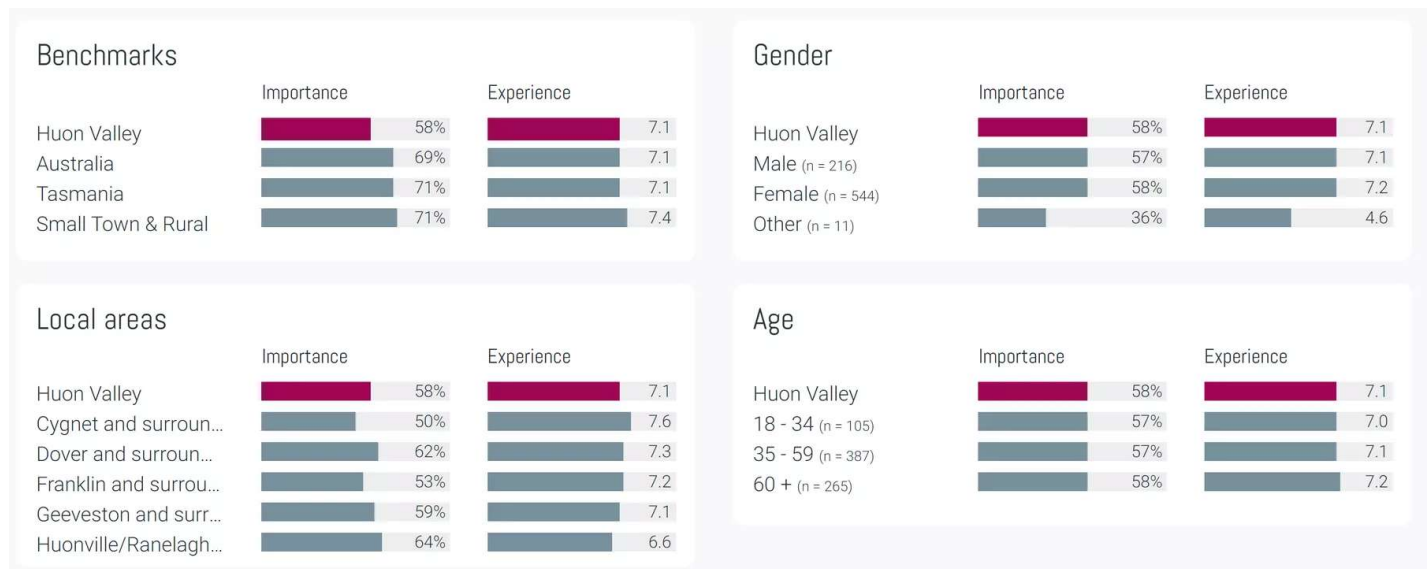 Benchmarks
Importance Experience
Huon Valley 58% 7.1
Australia 69% 7.1
Tasmania 71% 7.1
Small Town & Rural 71% 7.4
Gender
Importance Experience
Huon Valley 58% 7.1
Male (n = 216) 57% 7.1
Female (n = 544) 58% 7.2
Other (n = 11) 36% 4.6
Local areas
Importance Experience
Huon Valley 58% 7.1
Cygnet and surroun... 50% 7.6
Dover and surroun... 62% 7.3
Franklin and surrou... 53% 7.2
Geeveston and surr... 59% 7.1
Huonville/Ranelagh... 64% 6.6
Age
Importance Experience
Huon Valley 58% 7.1
18 - 34 (n = 105) 57% 7.0
35 - 59 (n = 387) 57% 7.1
60 + (n = 265) 58% 7.2